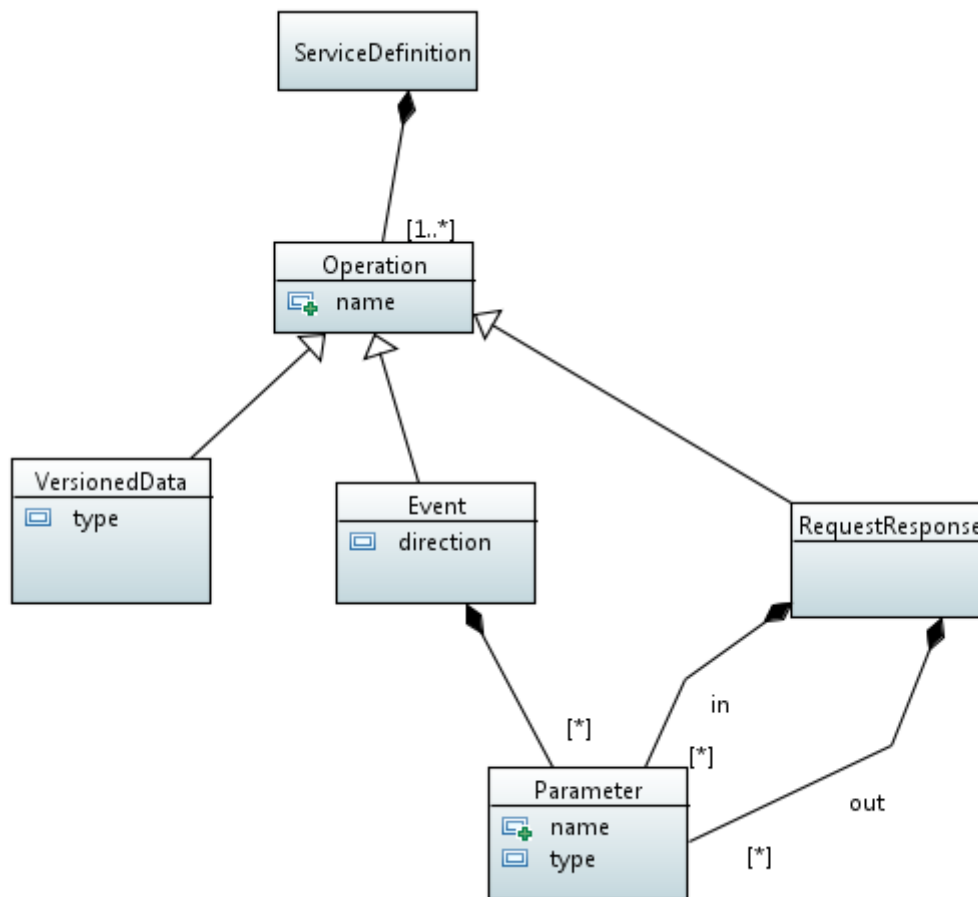 ServiceDefinition
[1..*]
Operation
name
VersionedData
type
Event
direction
RequestResponse
in
[*]
[*]
Parameter
name
type
out
[*]